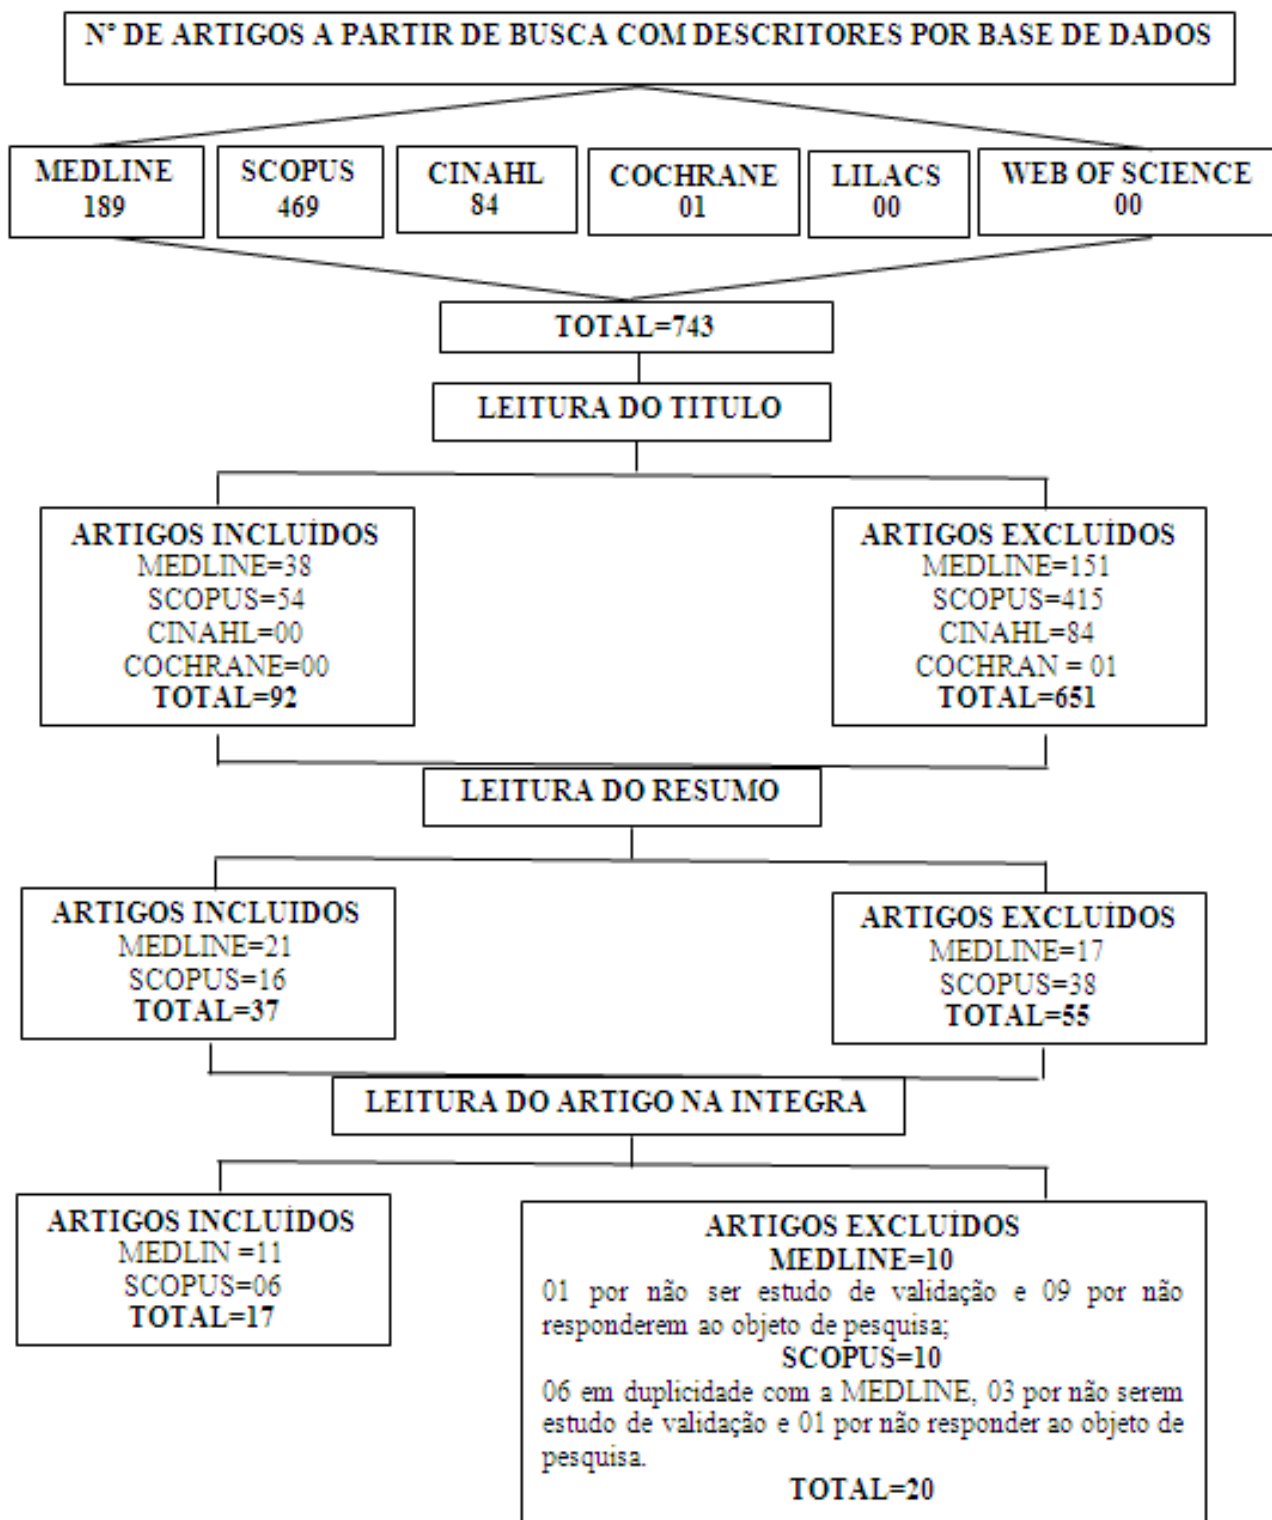 Nº DE ARTIGOS A PARTIR DE BUSCA COM DESCRITORES POR BASE DE DADOS
MEDLINE
189
SCOPUS
469
CINAHL
84
COCHRANE
01
LILACS
00
WEB OF SCIENCE
00
TOTAL=743
LEITURA DO TITULO
ARTIGOS INCLUÍDOS
MEDLINE=38
SCOPUS=54
CINAHL=00
COCHRANE=00
TOTAL=92
ARTIGOS EXCLUÍDOS
MEDLINE=151
SCOPUS=415
CINAHL=84
COCHRAN = 01
TOTAL=651
LEITURA DO RESUMO
ARTIGOS INCLUIDOS
MEDLINE=21
SCOPUS=16
TOTAL=37
ARTIGOS EXCLUÍDOS
MEDLINE=17
SCOPUS=38
TOTAL=55
LEITURA DO ARTIGO NA INTEGRA
ARTIGOS INCLUÍDOS
MEDLIN =11
SCOPUS=06
TOTAL=17
ARTIGOS EXCLUÍDOS
MEDLINE=10
01 por não ser estudo de validação e 09 por não
responderem ao objeto de pesquisa;
SCOPUS=10
06 em duplicidade com a MEDLINE, 03 por não serem
estudo de validação e 01 por não responder ao objeto de
pesquisa.
TOTAL=20